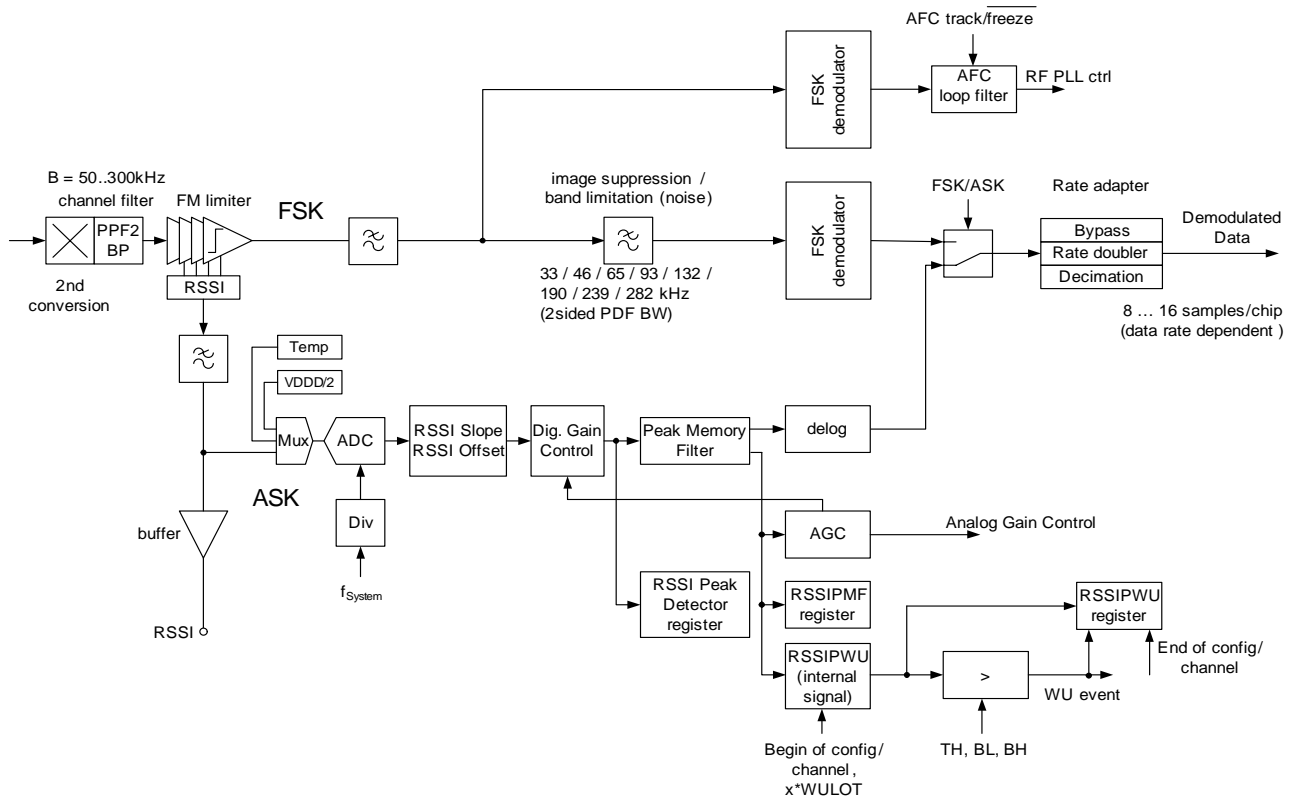 AFC track/freeze
FSK
demodulator
AFC
loop filter
RF PLL ctrl
B = 50..300kHz
channel filter
FM limiter
FSK
image suppression /
band limitation (noise)
FSK/ASK
Rate adapter
PPF2
BP
FSK
demodulator
Bypass
Rate doubler
Decimation
Demodulated
Data
2nd
conversion
RSSI
33 / 46 / 65 / 93 / 132 /
190 / 239 / 282 kHz
(2sided PDF BW)
8 ... 16 samples/chip
(data rate dependent )
Temp
VDDD/2
Mux
ADC
RSSI Slope
RSSI Offset
Dig. Gain
Control
Peak Memory
Filter
delog
ASK
buffer
Div
AGC
Analog Gain Control
fSystem
RSSI Peak
Detector
register
RSSIPMF
register
RSSIPWU
register
RSSI
RSSIPWU
(internal
signal)
>
WU event
End of config/
channel
Begin of config/
channel ,
x*WULOT
TH, BL, BH